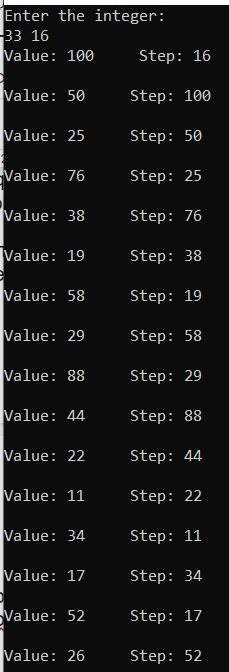 Enter the integer:
33 16
Value: 100 Step: 16
Value: 50 Step: 100
Value: 25 Step: 50
Value: 76 Step: 25
Value: 38 Step: 76
Value: 19 Step: 38
Value: 58 Step: 19
Value: 29 Step: 58
Value: 88 Step: 29
Value: 44 Step: 88
Value: 22 Step: 44
Value: 11 Step: 22
Value: 34 Step: 11
Value: 17 Step: 34
Value: 52 Step: 17
Value: 26 Step: 52